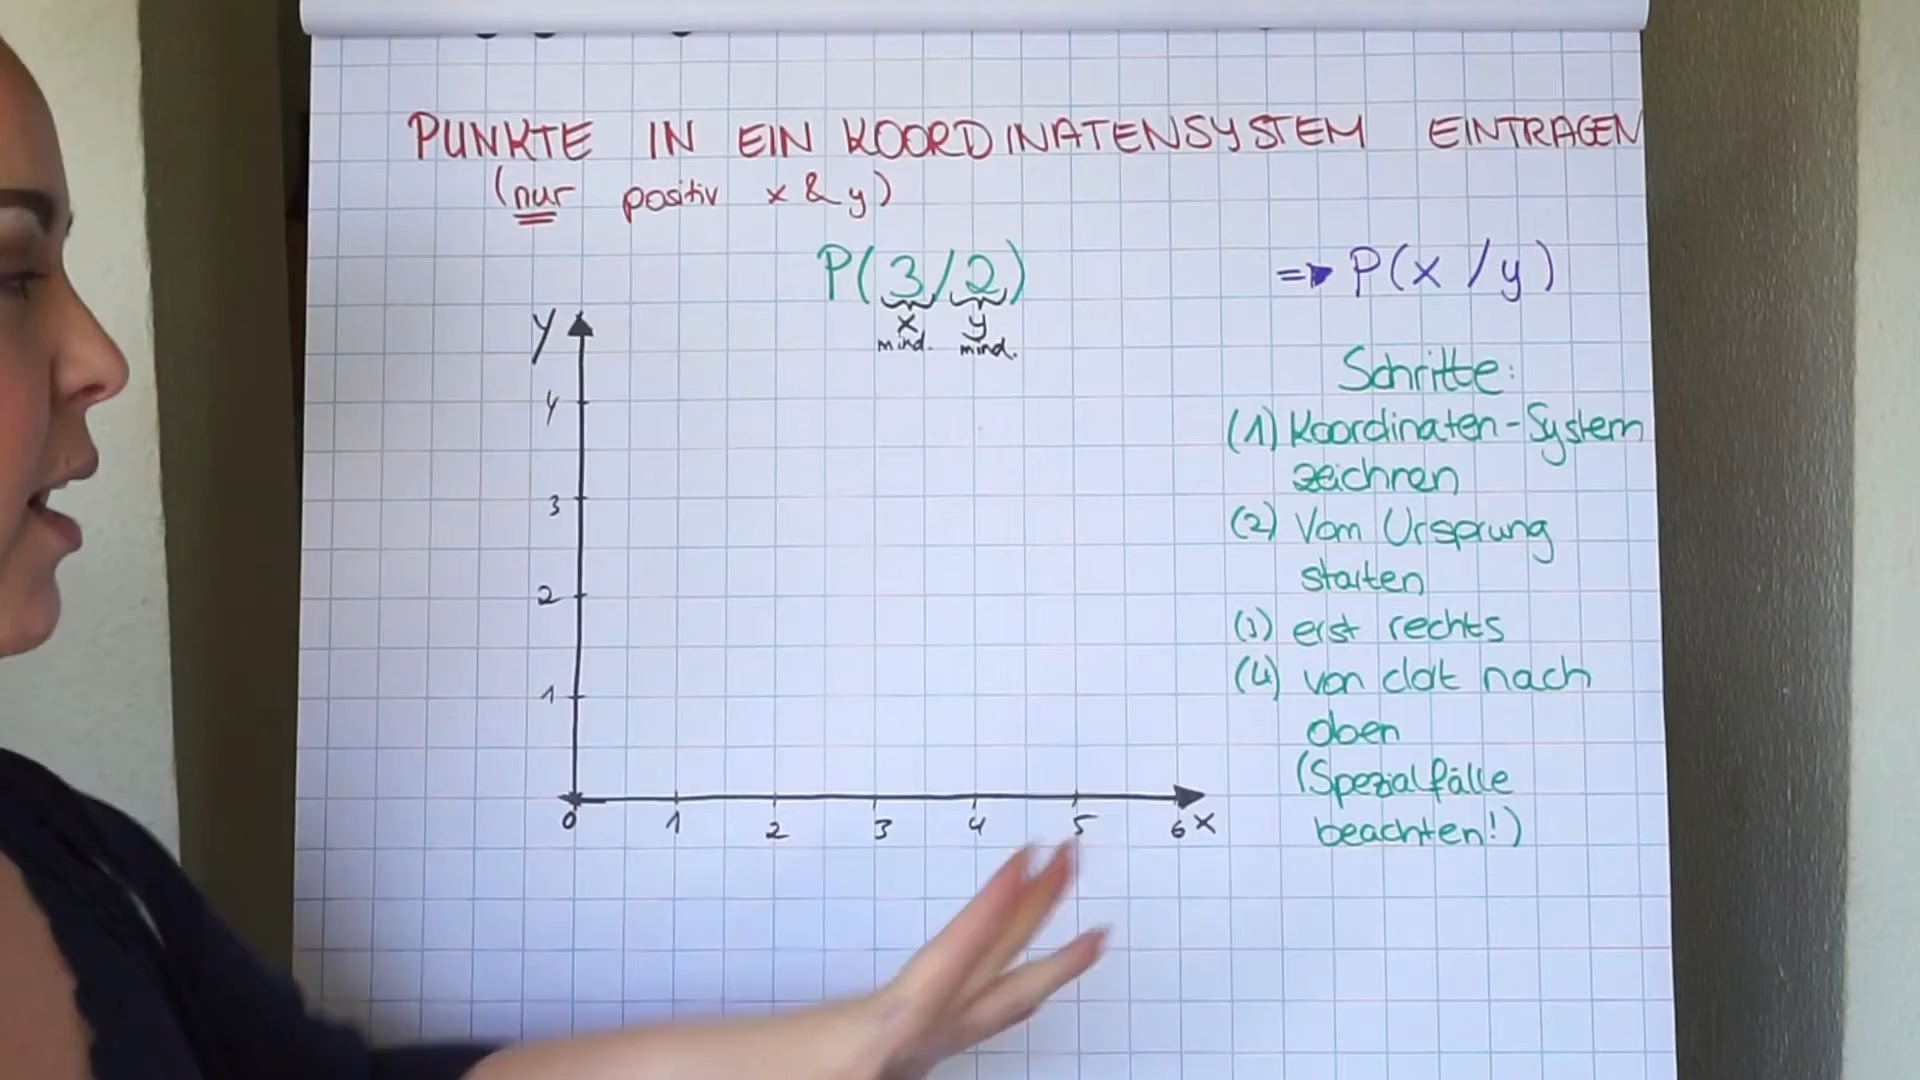 PUNKTE IN EIN KOORDINATENSYSTEM EINTRAGEN
(nur positiv x & y)
P(3/2)
x y
mind. mind.
=> P(x/y)
y
4
3
2
1
0 1 2 3 4 5 6 x
Schritte:
(1) Koordinaten-System
zeichnen
(2) Vom Ursprung
starten
(3) erst rechts
(4) von dort nach
oben
(Spezialfälle
beachten!)